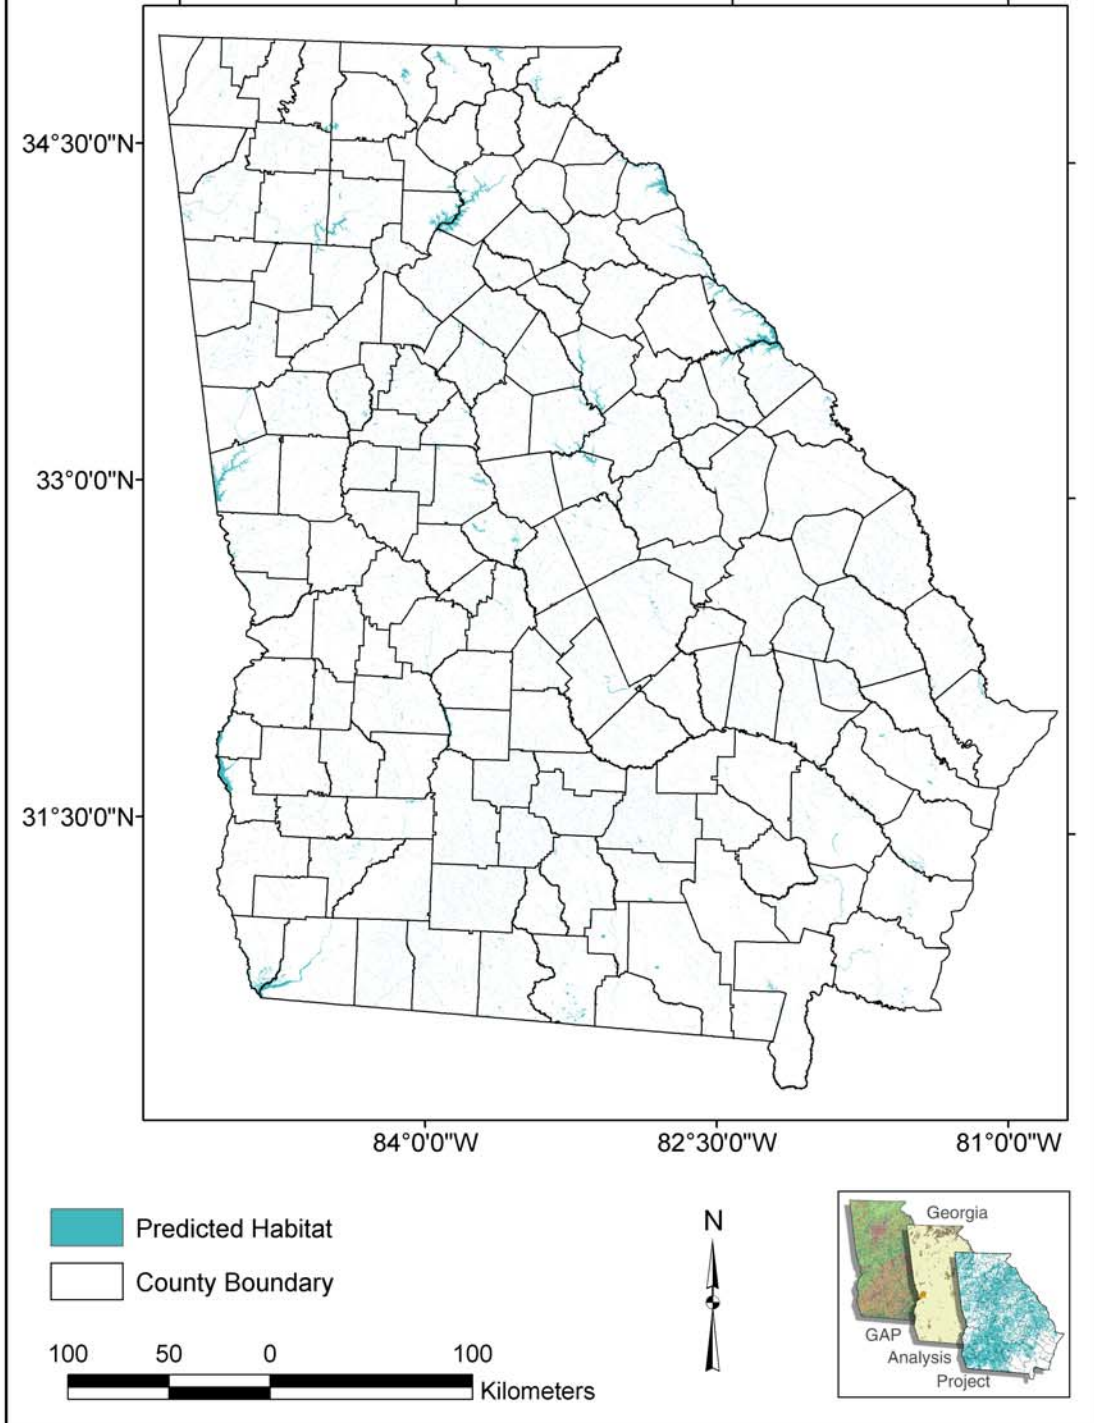 34°30'0"N
33°0'0"N
31°30'0"N
84°0'0"W 82°30'0"W 81°0'0"W
Predicted Habitat
County Boundary
100 50 0 100
Kilometers
N
Georgia
GAP
Analysis
Project